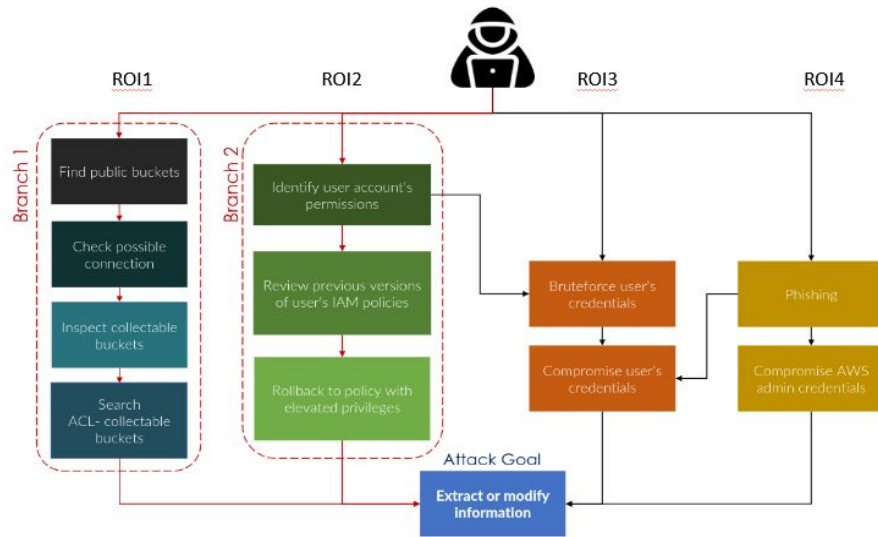 ROI1
ROI2
ROI3
ROI4
Branch 1
Find public buckets
Check possible
connection
Inspect collectable
buckets
Search
ACL- collectable
buckets
Branch 2
Identify user account's
permissions
Review previous versions
of user's IAM policies
Rollback to policy with
elevated privileges
Bruteforce user's
credentials
Compromise user's
credentials
Phishing
Compromise AWS
admin credentials
Attack Goal
Extract or modify
information